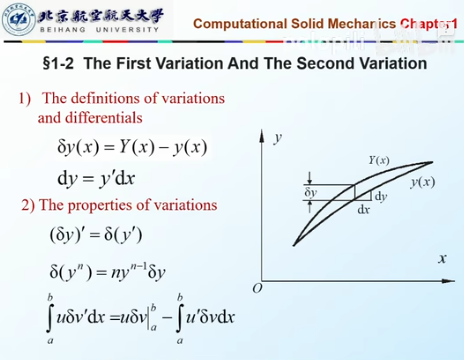 北京航空航天大学
BEIHANG UNIVERSITY
Computational Solid Mechanics Chapter1
§1-2 The First Variation And The Second Variation
1) The definitions of variations
and differentials
δy(x) = Y(x) − y(x)
dy = y′dx
2) The properties of variations
(δy)′ = δ(y′)
δ(yⁿ) = nyⁿ⁻¹δy
∫ₐᵇ uδv′dx = uδv|ₐᵇ − ∫ₐᵇ u′δvdx
y
Y(x)
y(x)
δy
dy
dx
x
O